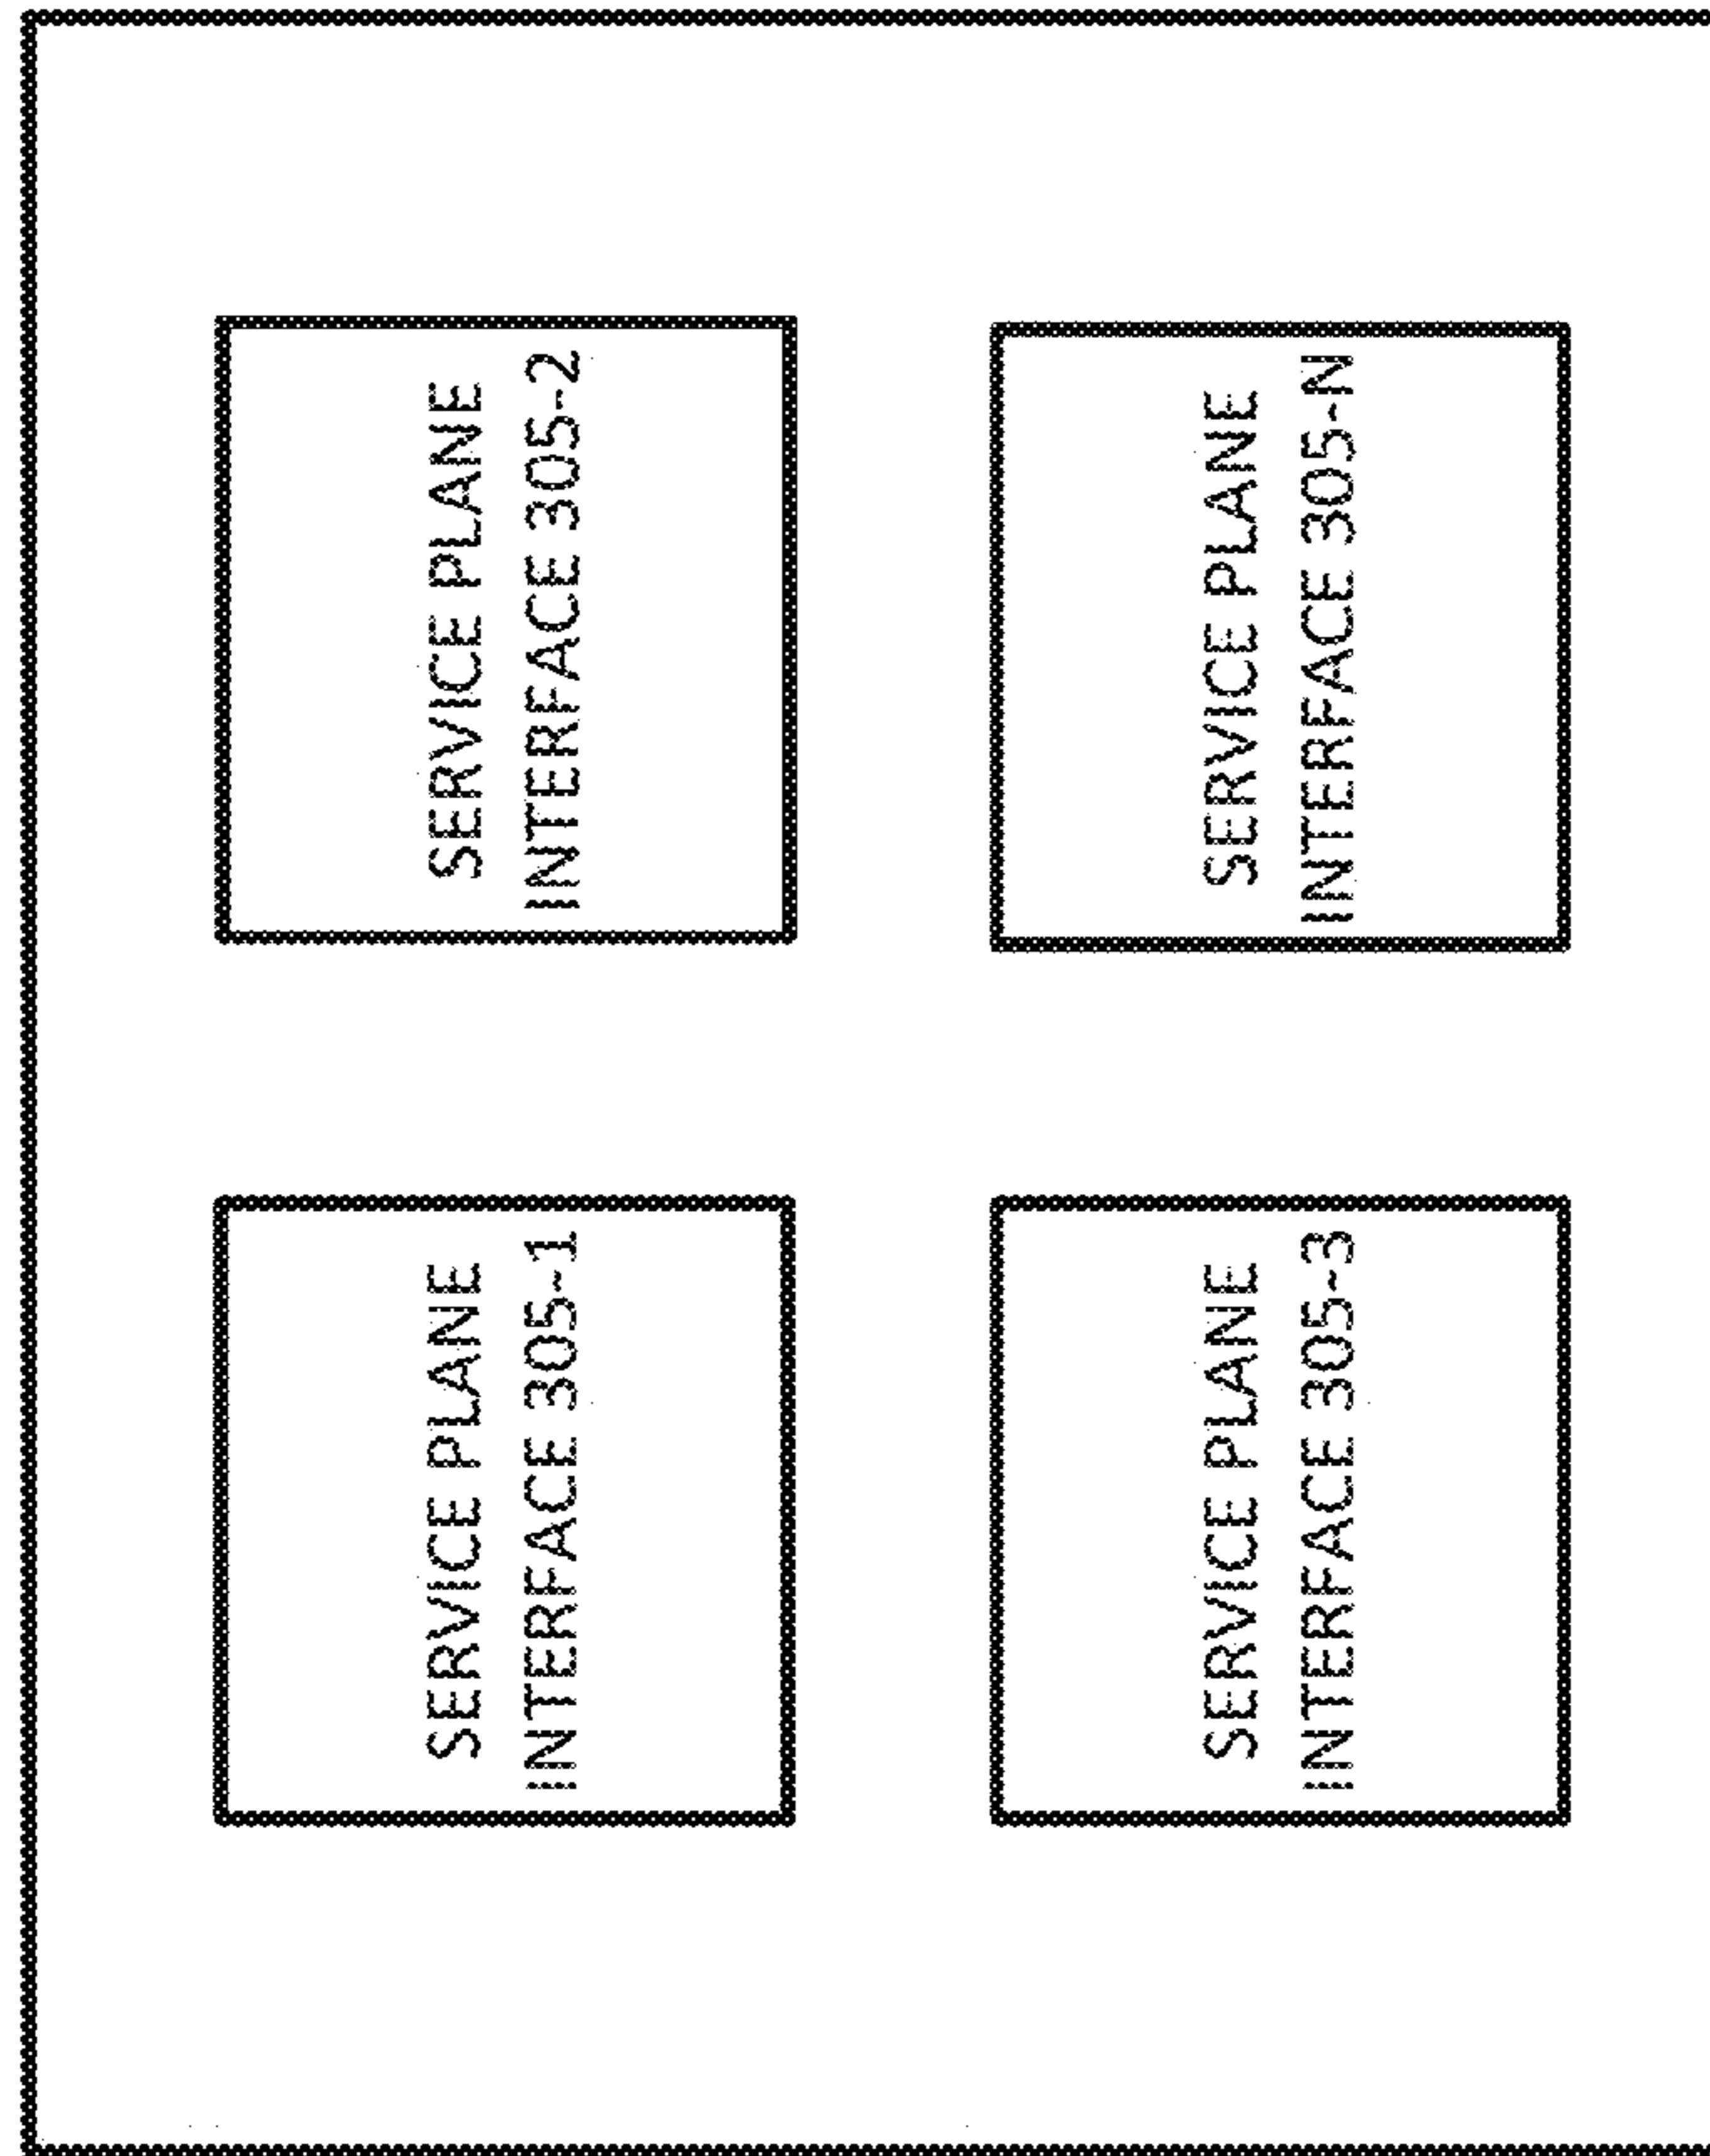 SERVICE PLANE
INTERFACE 305-1
SERVICE PLANE
INTERFACE 305-2
SERVICE PLANE
INTERFACE 305-3
SERVICE PLANE
INTERFACE 305-N